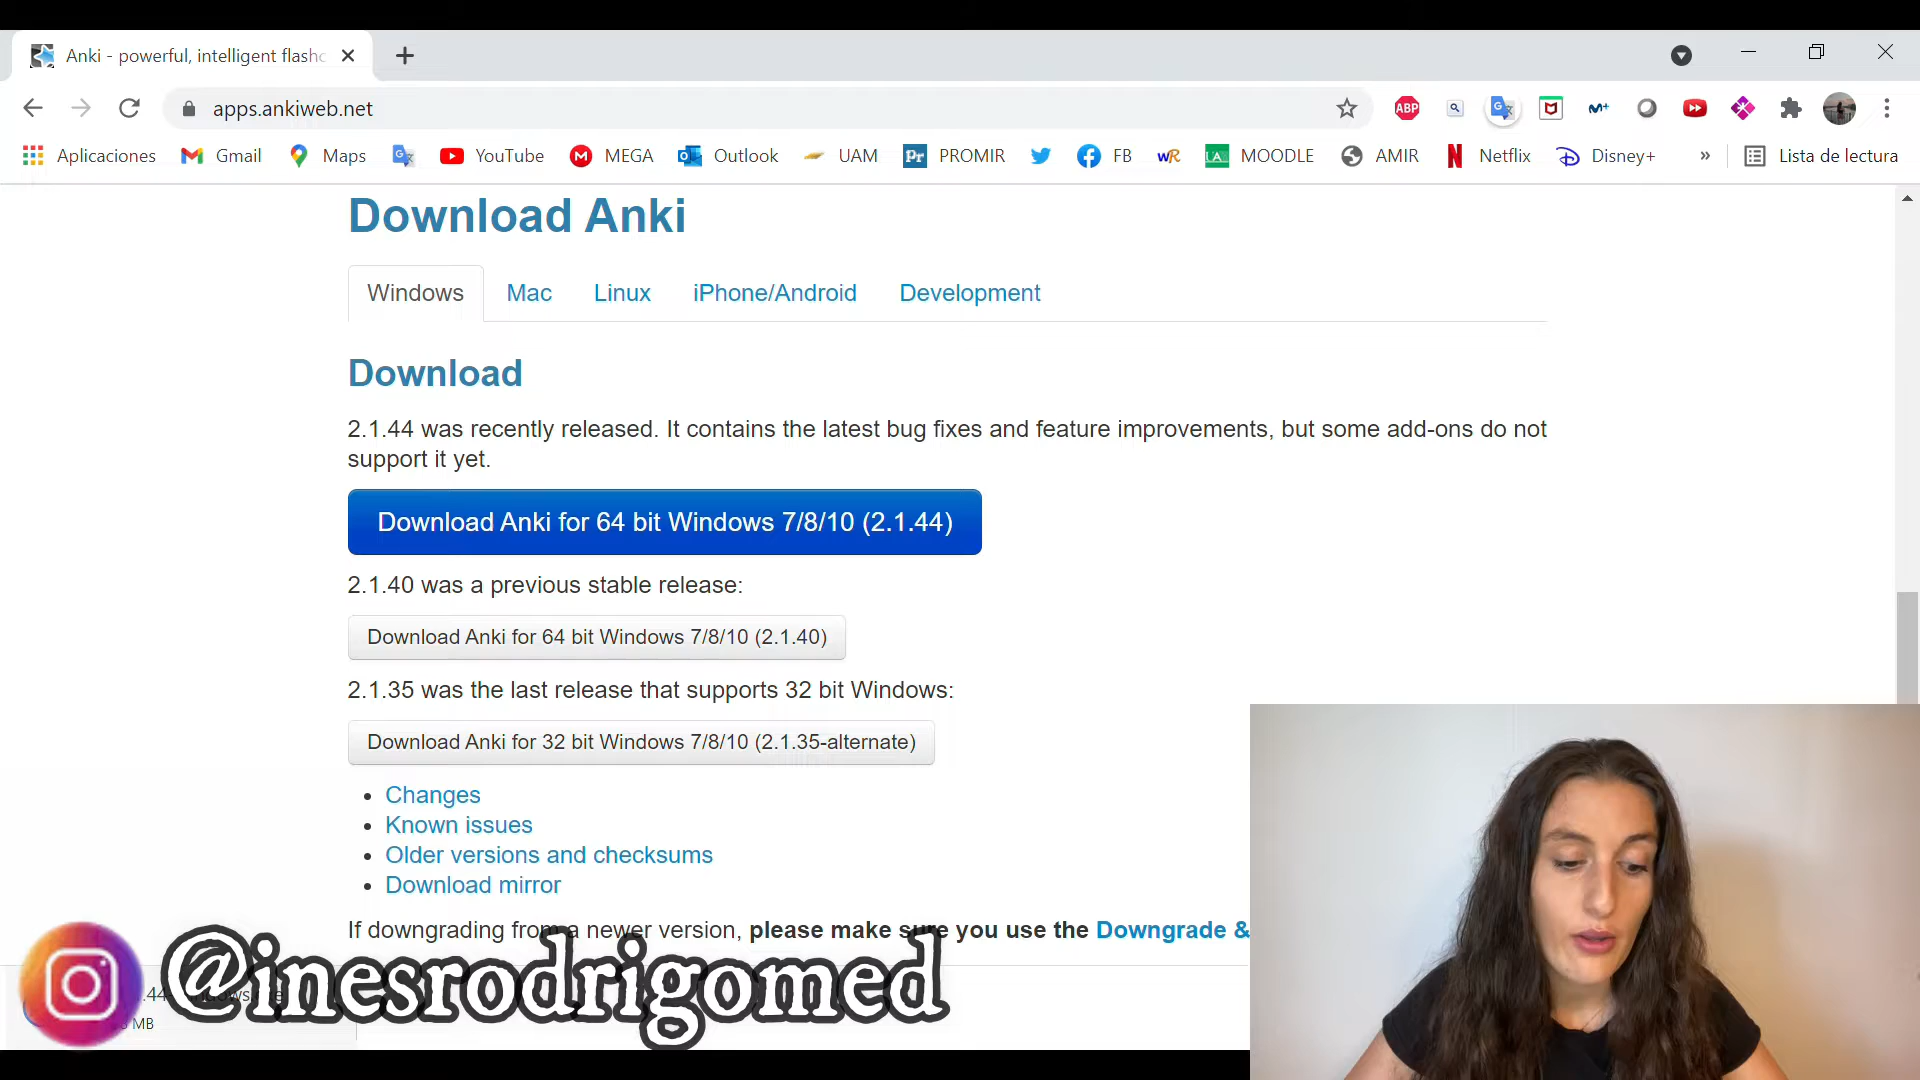 Anki - powerful, intelligent flashc
apps.ankiweb.net
ABP
Aplicaciones Gmail Maps YouTube MEGA Outlook UAM Pr PROMIR FB WR MOODLE AMIR Netflix Disney+ » Lista de lectura
Download Anki
Windows Mac Linux iPhone/Android Development
Download
2.1.44 was recently released. It contains the latest bug fixes and feature improvements, but some add-ons do not
support it yet.
Download Anki for 64 bit Windows 7/8/10 (2.1.44)
2.1.40 was a previous stable release:
Download Anki for 64 bit Windows 7/8/10 (2.1.40)
2.1.35 was the last release that supports 32 bit Windows:
Download Anki for 32 bit Windows 7/8/10 (2.1.35-alternate)
• Changes
• Known issues
• Older versions and checksums
• Download mirror
If downgrading from a newer version, please make sure you use the Downgrade &
@inesrodrigomed
MB